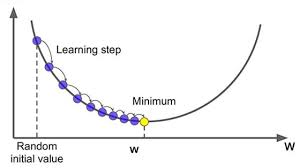 Learning step
Minimum
Random
initial value
w
w